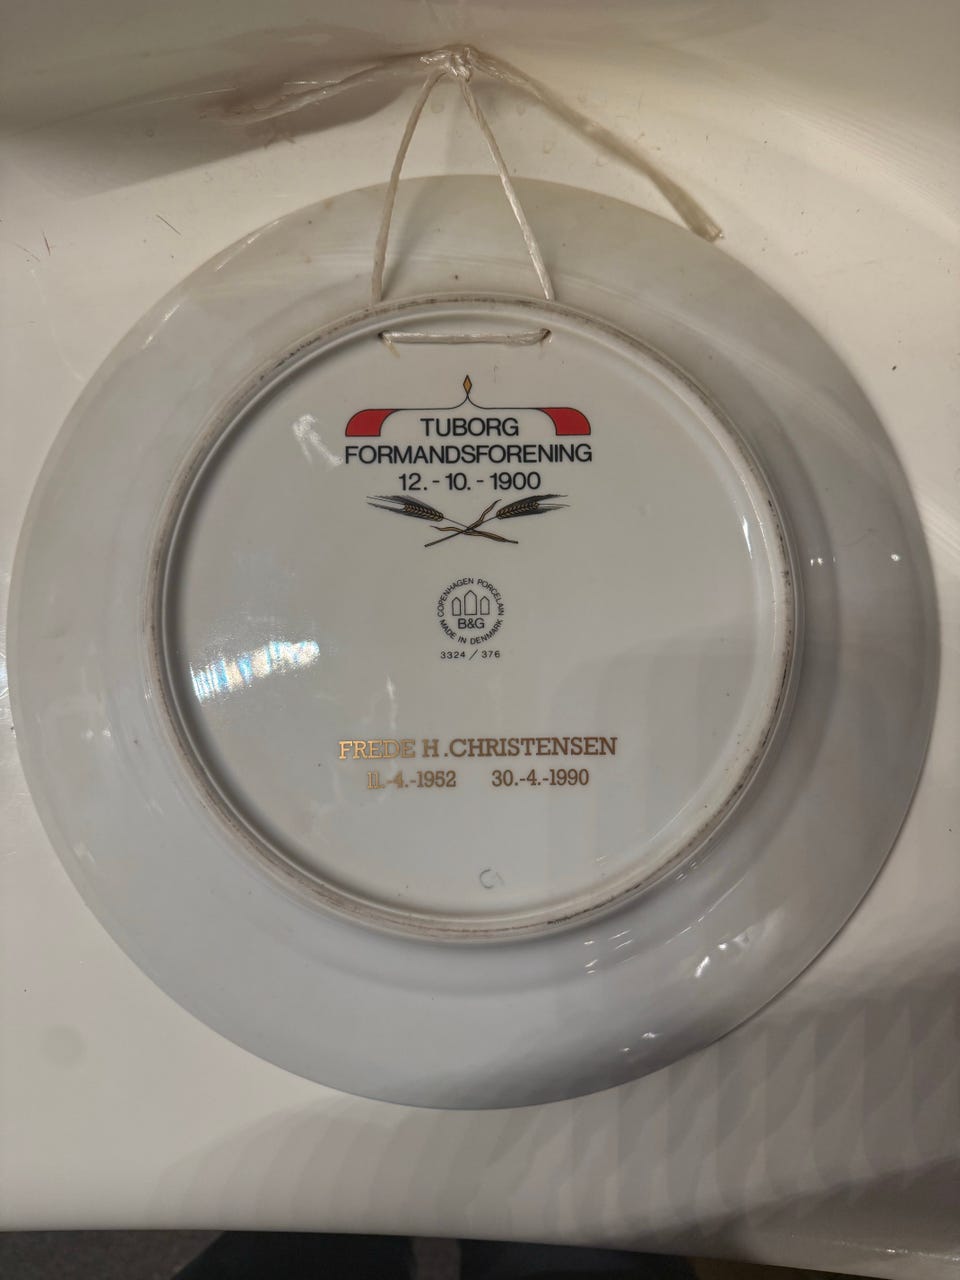 TUBORG
FORMANDSFORENING
12.-10.-1900
COPENHAGEN PORCELAIN
B&G
MADE IN DENMARK
3324 / 376
FREDE H.CHRISTENSEN
11.-4.-1952 30.-4.-1990